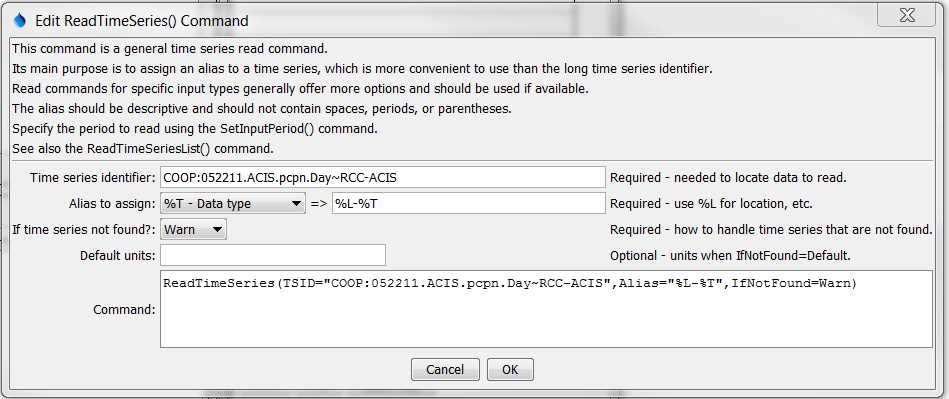 Edit ReadTimeSeries() Command
This command is a general time series read command.
Its main purpose is to assign an alias to a time series, which is more convenient to use than the long time series identifier.
Read commands for specific input types generally offer more options and should be used if available.
The alias should be descriptive and should not contain spaces, periods, or parentheses.
Specify the period to read using the SetInputPeriod() command.
See also the ReadTimeSeriesList() command.
Time series identifier: COOP:052211.ACIS.pcpn.Day~RCC-ACIS Required - needed to locate data to read.
Alias to assign: %T - Data type => %L-%T Required - use %L for location, etc.
If time series not found?: Warn Required - how to handle time series that are not found.
Default units: Optional - units when IfNotFound=Default.
Command: ReadTimeSeries(TSID="COOP:052211.ACIS.pcpn.Day~RCC-ACIS",Alias="%L-%T",IfNotFound=Warn)
Cancel OK